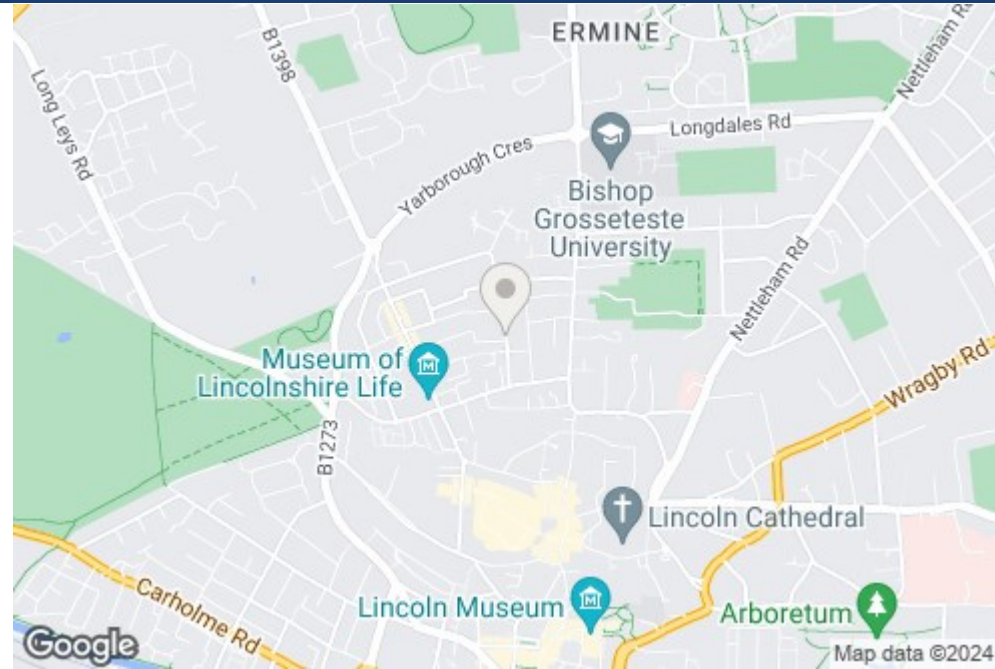 ERMINE
B1398
Long Leys Rd
Nettleham Rd
Longdales Rd
Yarborough Cres
Bishop
Grosseteste
University
Nettleham Rd
Museum of
Lincolnshire Life
Wragby Rd
B1273
Lincoln Cathedral
Carholme Rd
Lincoln Museum
Arboretum
Google
Map data ©2024